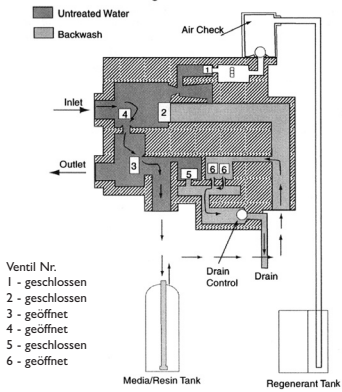 Untreated Water
Backwash
Air Check
1
Inlet
4
2
Outlet
3
5
6 6
Drain Control
Drain
Ventil Nr.
1 - geschlossen
2 - geschlossen
3 - geöffnet
4 - geöffnet
5 - geschlossen
6 - geöffnet
Media/Resin Tank
Regenerant Tank